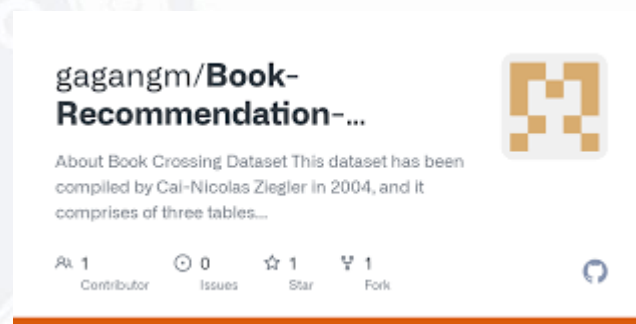 gagangm/Book-
Recommendation-...
About Book Crossing Dataset This dataset has been
compiled by Cai-Nicolas Ziegler in 2004, and it
comprises of three tables...
1 0 1 1
Contributor Issues Star Fork